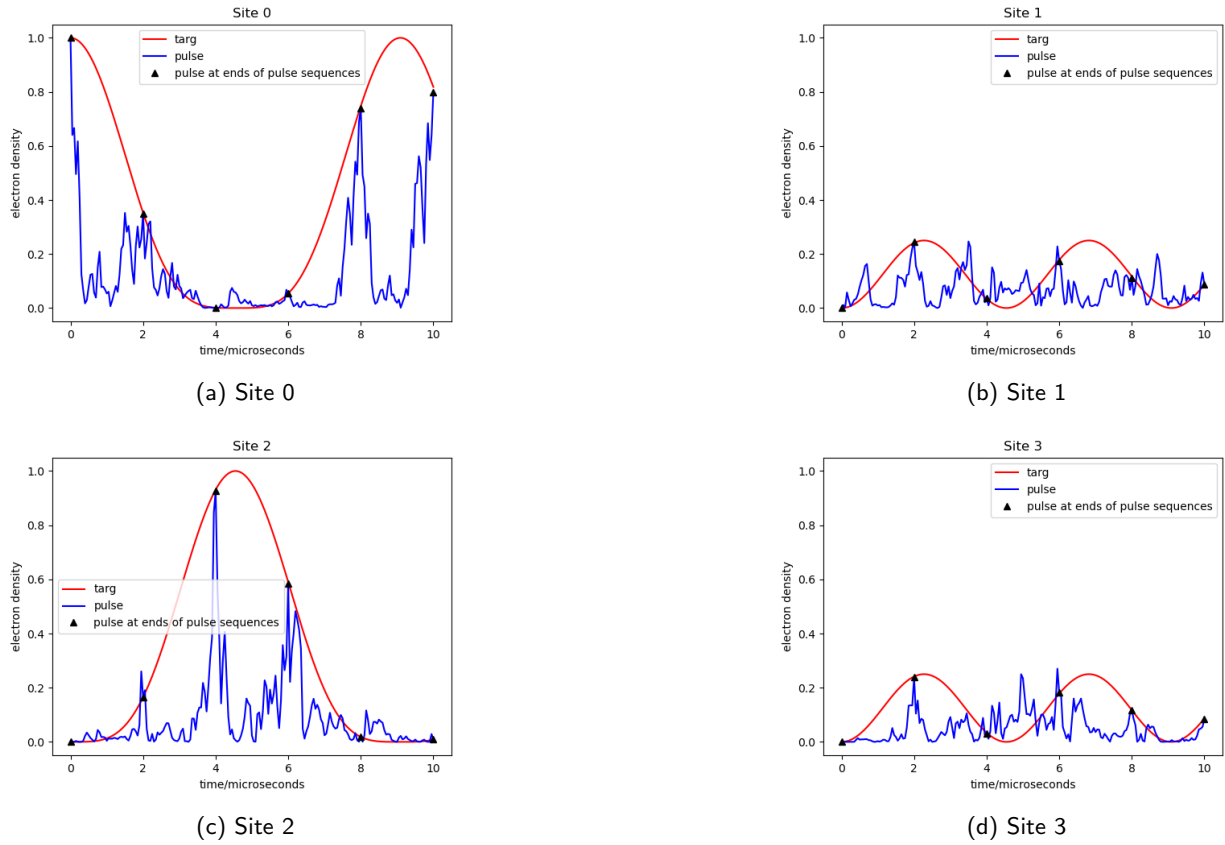 Site 0
1.0
0.8
0.6
0.4
0.2
0.0
electron density
targ
pulse
pulse at ends of pulse sequences
0 2 4 6 8 10
time/microseconds
(a) Site 0
Site 1
1.0
0.8
0.6
0.4
0.2
0.0
electron density
targ
pulse
pulse at ends of pulse sequences
0 2 4 6 8 10
time/microseconds
(b) Site 1
Site 2
1.0
0.8
0.6
0.4
0.2
0.0
electron density
targ
pulse
pulse at ends of pulse sequences
0 2 4 6 8 10
time/microseconds
(c) Site 2
Site 3
1.0
0.8
0.6
0.4
0.2
0.0
electron density
targ
pulse
pulse at ends of pulse sequences
0 2 4 6 8 10
time/microseconds
(d) Site 3